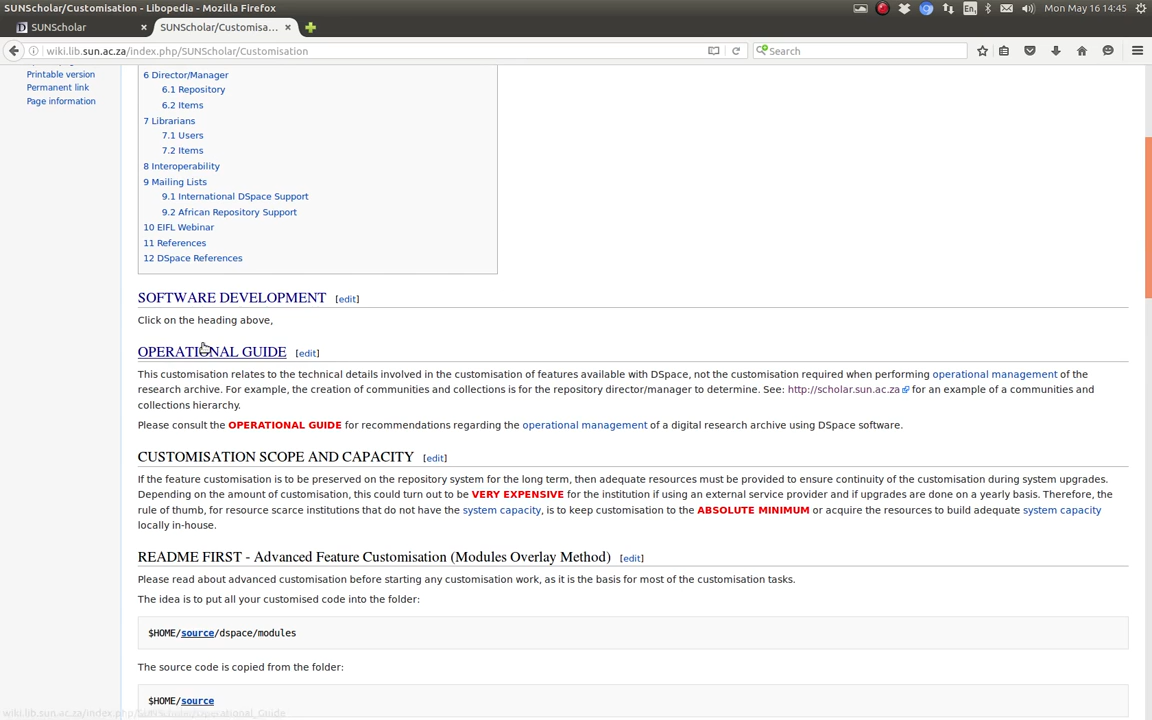 SUNScholar/Customisation - Libopedia - Mozilla Firefox
En
Mon May 16 14:45
SUNScholar
SUNScholar/Customisa...
wiki.lib.sun.ac.za/index.php/SUNScholar/Customisation
Search
Printable version
Permanent link
Page information
6 Director/Manager
6.1 Repository
6.2 Items
7 Librarians
7.1 Users
7.2 Items
8 Interoperability
9 Mailing Lists
9.1 International DSpace Support
9.2 African Repository Support
10 EIFL Webinar
11 References
12 DSpace References
SOFTWARE DEVELOPMENT [edit]
Click on the heading above,
OPERATIONAL GUIDE [edit]
This customisation relates to the technical details involved in the customisation of features available with DSpace, not the customisation required when performing operational management of the
research archive. For example, the creation of communities and collections is for the repository director/manager to determine. See: http://scholar.sun.ac.za for an example of a communities and
collections hierarchy.
Please consult the OPERATIONAL GUIDE for recommendations regarding the operational management of a digital research archive using DSpace software.
CUSTOMISATION SCOPE AND CAPACITY [edit]
If the feature customisation is to be preserved on the repository system for the long term, then adequate resources must be provided to ensure continuity of the customisation during system upgrades.
Depending on the amount of customisation, this could turn out to be VERY EXPENSIVE for the institution if using an external service provider and if upgrades are done on a yearly basis. Therefore, the
rule of thumb, for resource scarce institutions that do not have the system capacity, is to keep customisation to the ABSOLUTE MINIMUM or acquire the resources to build adequate system capacity
locally in-house.
README FIRST - Advanced Feature Customisation (Modules Overlay Method) [edit]
Please read about advanced customisation before starting any customisation work, as it is the basis for most of the customisation tasks.
The idea is to put all your customised code into the folder:
$HOME/source/dspace/modules
The source code is copied from the folder:
$HOME/source
wiki.lib.sun.ac.za/index.php/SUNScholar/Operational_Guide